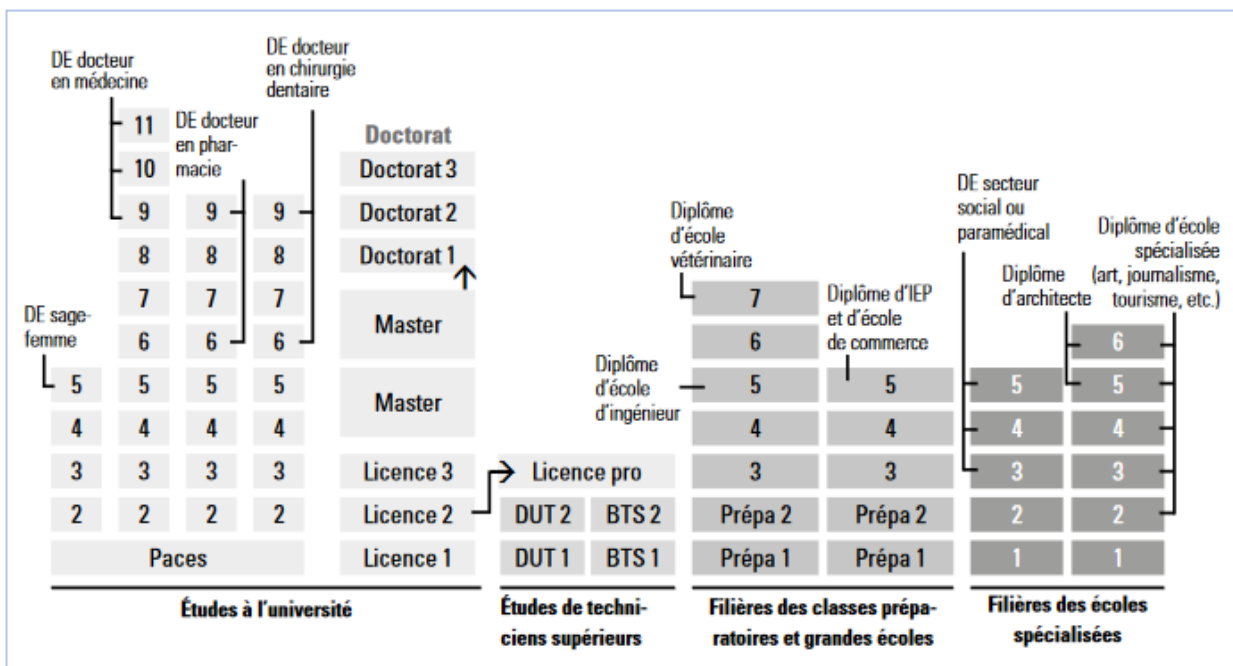 DE docteur
en médecine
DE docteur
en chirurgie
dentaire
11
DE docteur
en phar-
macie
Doctorat
10
Doctorat 3
9 9 9
Doctorat 2
DE secteur
social ou
paramédical
Diplôme
d'école
vétérinaire
Diplôme d'école
spécialisée
(art, journalisme,
tourisme, etc.)
8 8 8
Doctorat 1
Diplôme
d'architecte
7 7 7
7
Diplôme d'IEP
et d'école
de commerce
DE sage-
femme
Master
6 6 6
6
6
Diplôme
d'école
d'ingénieur
5 5 5 5
Master
5 5
5 5
4 4 4 4
4 4
4 4
3 3 3 3
Licence 3
Licence pro
3 3
3 3
2 2 2 2
Licence 2
DUT 2 BTS 2
Prépa 2 Prépa 2
2 2
Paces
Licence 1
DUT 1 BTS 1
Prépa 1 Prépa 1
1 1
Études à l'université
Études de techni-
ciens supérieurs
Filières des classes prépa-
ratoires et grandes écoles
Filières des écoles
spécialisées